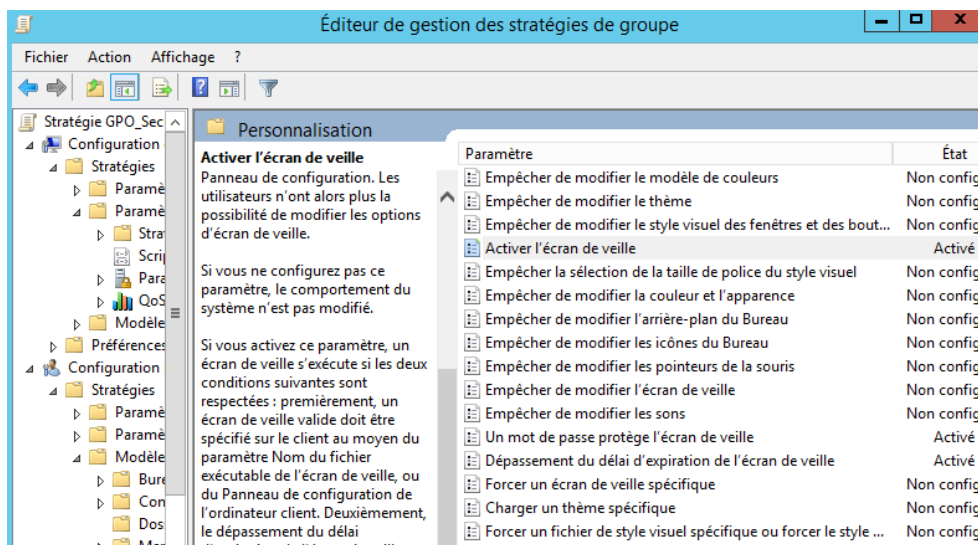 Éditeur de gestion des stratégies de groupe
Fichier Action Affichage ?
Stratégie GPO_Sec
Configuration
Stratégies
Paramè
Paramè
Stra
Scrip
Para
QoS
Modèle
Préférences
Configuration
Stratégies
Paramè
Paramè
Modèle
Bure
Con
Dos
Personnalisation
Activer l'écran de veille
Panneau de configuration. Les
utilisateurs n'ont alors plus la
possibilité de modifier les options
d'écran de veille.
Si vous ne configurez pas ce
paramètre, le comportement du
système n'est pas modifié.
Si vous activez ce paramètre, un
écran de veille s'exécute si les deux
conditions suivantes sont
respectées : premièrement, un
écran de veille valide doit être
spécifié sur le client au moyen du
paramètre Nom du fichier
exécutable de l'écran de veille, ou
du Panneau de configuration de
l'ordinateur client. Deuxièmement,
le dépassement du délai
Paramètre État
Empêcher de modifier le modèle de couleurs Non config
Empêcher de modifier le thème Non config
Empêcher de modifier le style visuel des fenêtres et des bout... Non config
Activer l'écran de veille Activé
Empêcher la sélection de la taille de police du style visuel Non config
Empêcher de modifier la couleur et l'apparence Non config
Empêcher de modifier l'arrière-plan du Bureau Non config
Empêcher de modifier les icônes du Bureau Non config
Empêcher de modifier les pointeurs de la souris Non config
Empêcher de modifier l'écran de veille Non config
Empêcher de modifier les sons Non config
Un mot de passe protège l'écran de veille Activé
Dépassement du délai d'expiration de l'écran de veille Activé
Forcer un écran de veille spécifique Non config
Charger un thème spécifique Non config
Forcer un fichier de style visuel spécifique ou forcer le style ... Non config